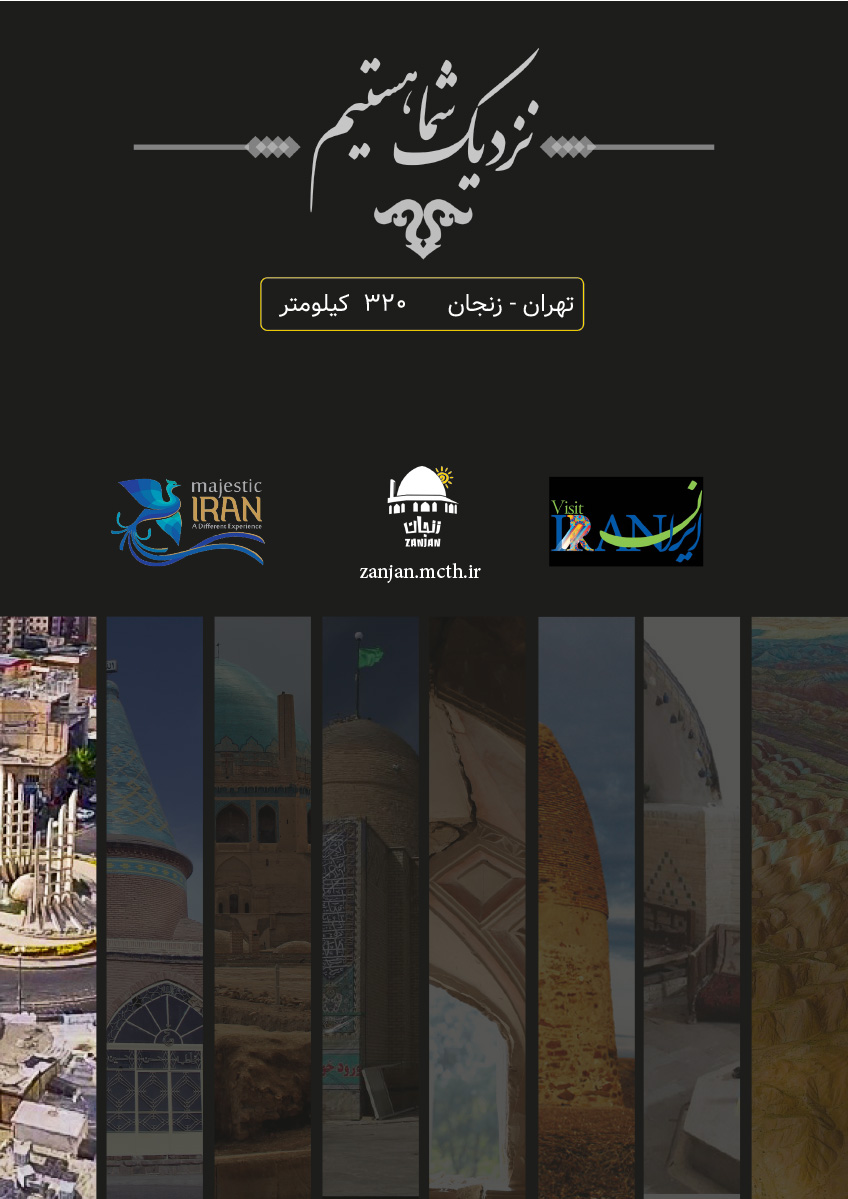 نزدیک شما هستیم
تهران - زنجان ۳۲۰ کیلومتر
majestic
IRAN
A Different Experience
زنجان
ZANJAN
zanjan.mcth.ir
Visit
IRAN ایران
ورود